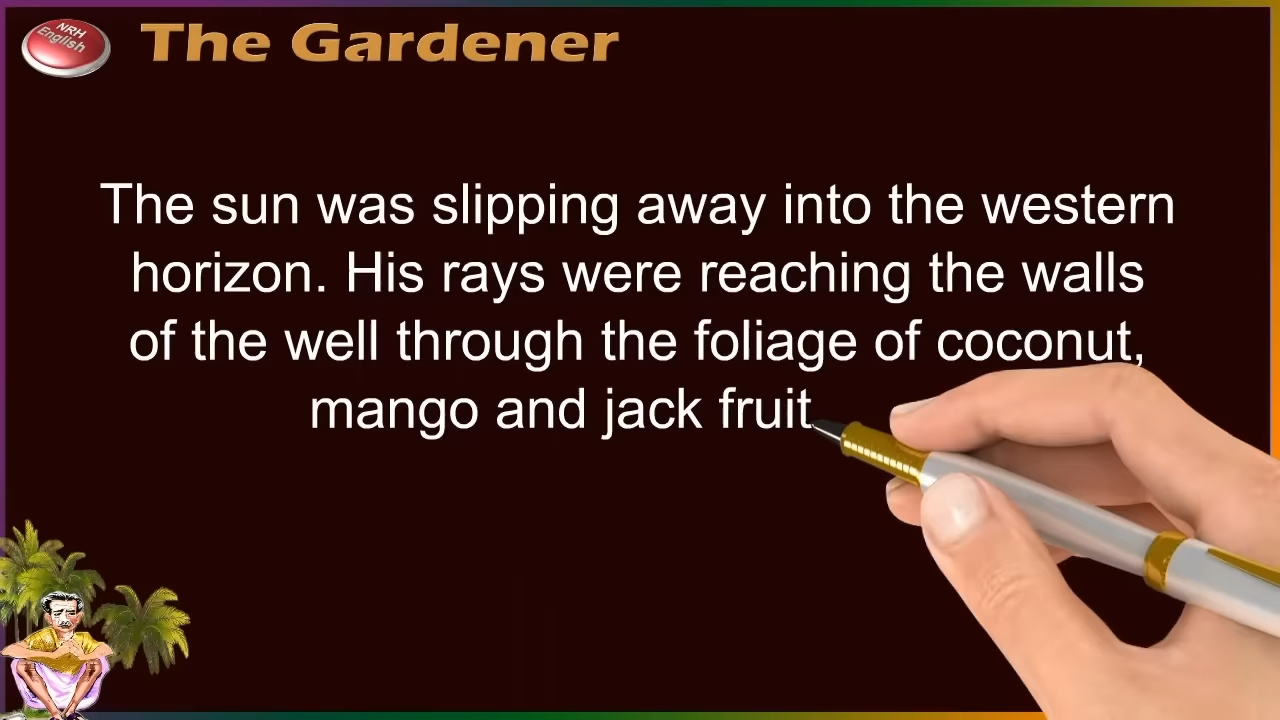 NRH
English
The Gardener
The sun was slipping away into the western
horizon. His rays were reaching the walls
of the well through the foliage of coconut,
mango and jack fruit